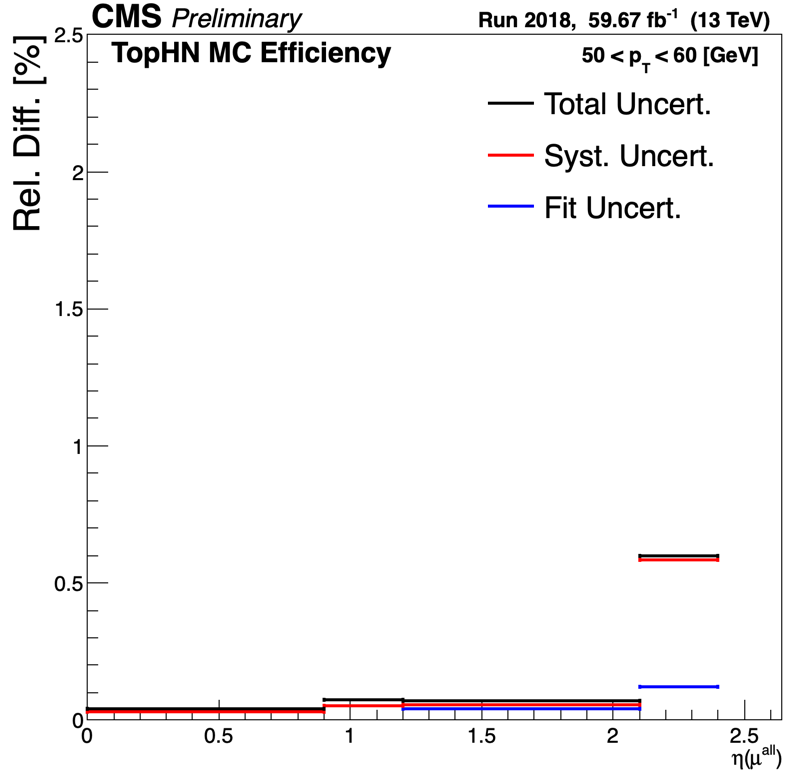 CMS Preliminary Run 2018, 59.67 fb⁻¹ (13 TeV)
TopHN MC Efficiency 50 < p_T < 60 [GeV]
Total Uncert.
Syst. Uncert.
Fit Uncert.
Rel. Diff. [%]
2.5
2
1.5
1
0.5
0
0 0.5 1 1.5 2 2.5
η(μᵃˡˡ)